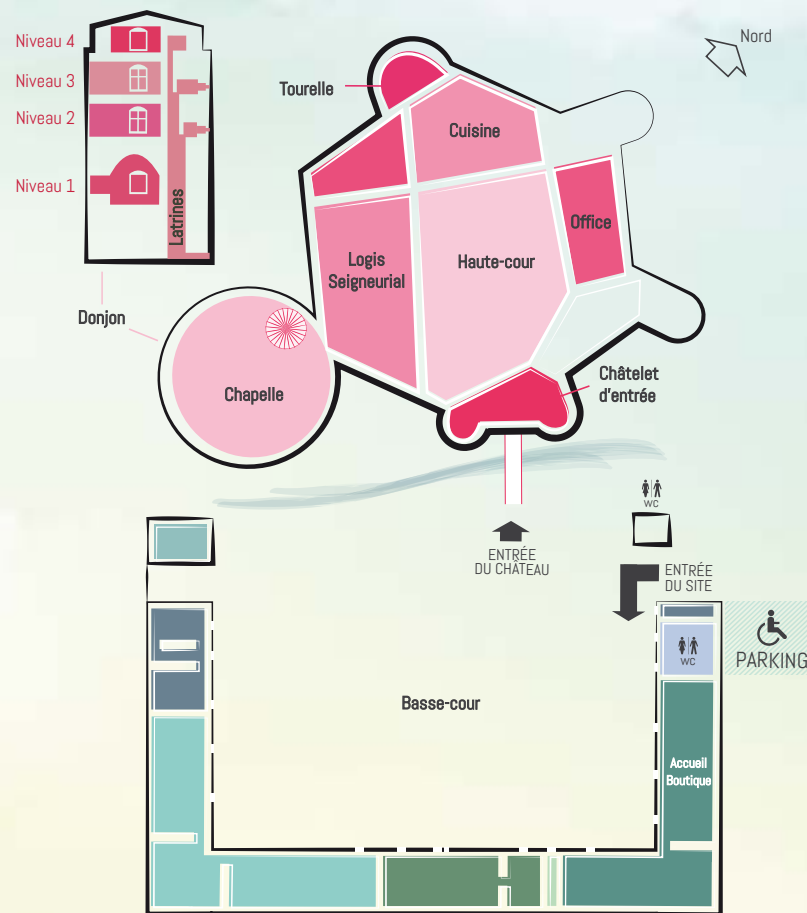 Niveau 4
Niveau 3
Niveau 2
Niveau 1
Latrines
Donjon
Nord
Tourelle
Cuisine
Office
Logis
Seigneurial
Haute-cour
Chapelle
Châtelet
d'entrée
WC
ENTRÉE
DU CHÂTEAU
ENTRÉE
DU SITE
WC
PARKING
Basse-cour
Accueil
Boutique